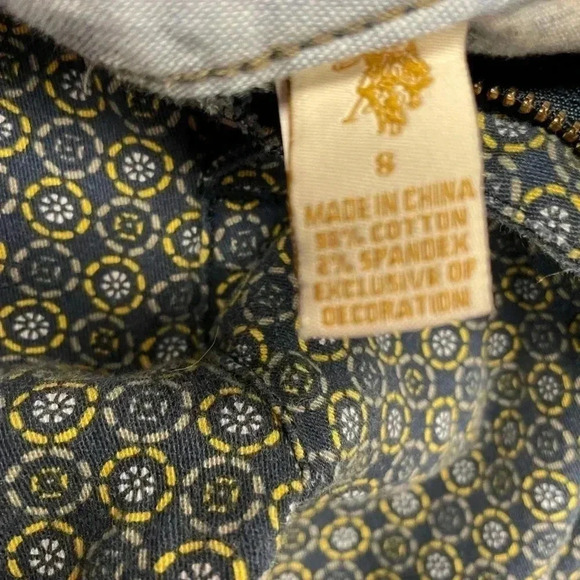 8
MADE IN CHINA
98% COTTON
2% SPANDEX
EXCLUSIVE OF
DECORATION